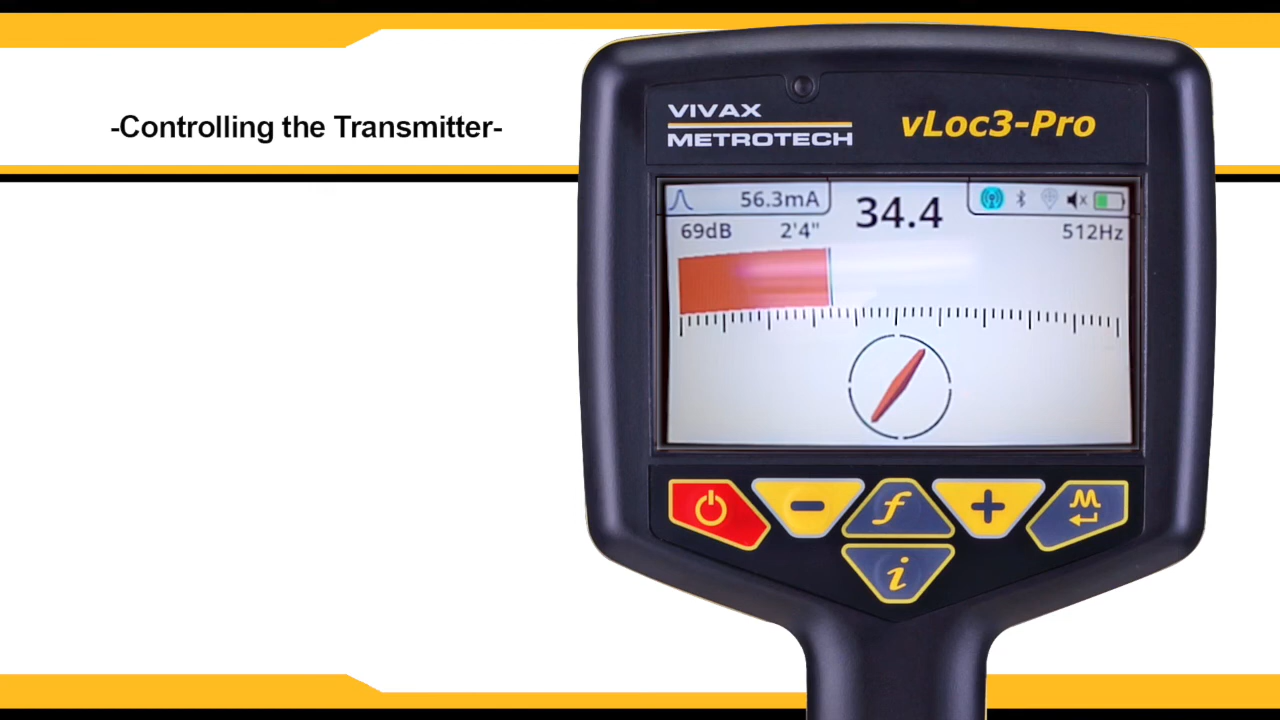 -Controlling the Transmitter-
VIVAX
METROTECH
vLoc3-Pro
56.3mA
34.4
69dB
2'4"
512Hz
f
i